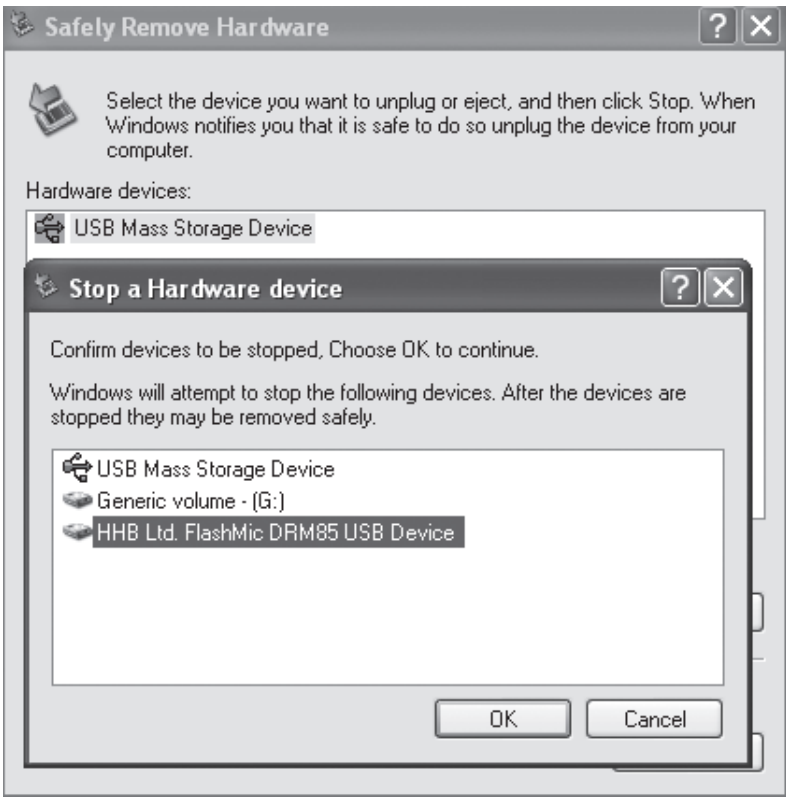 Safely Remove Hardware
Select the device you want to unplug or eject, and then click Stop. When
Windows notifies you that it is safe to do so unplug the device from your
computer.
Hardware devices:
USB Mass Storage Device
Stop a Hardware device
Confirm devices to be stopped, Choose OK to continue.
Windows will attempt to stop the following devices. After the devices are
stopped they may be removed safely.
USB Mass Storage Device
Generic volume - (G:)
HHB Ltd. FlashMic DRM85 USB Device
OK
Cancel